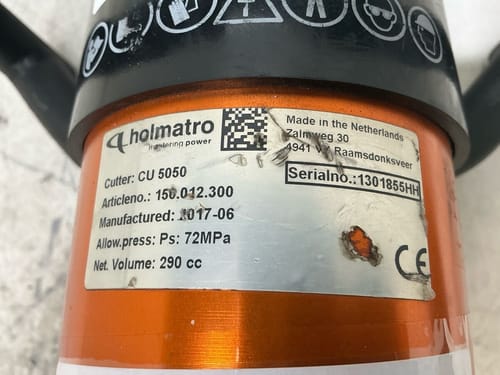 holmatro
mastering power
Made in the Netherlands
Zalmweg 30
4941 Raamsdonksveer
Serialno.:1301855HH
Cutter: CU 5050
Articleno.: 150.012.300
Manufactured: 2017-06
Allow.press: Ps: 72MPa
Net. Volume: 290 cc
CE